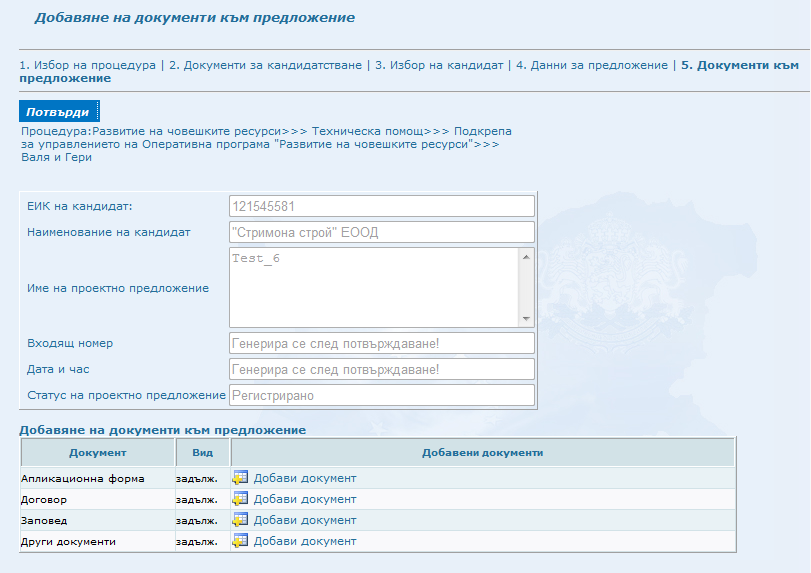 Добавяне на документи към предложение
1. Избор на процедура | 2. Документи за кандидатстване | 3. Избор на кандидат | 4. Данни за предложение | 5. Документи към
предложение
Потвърди
Процедура:Развитие на човешките ресурси>>> Техническа помощ>>> Подкрепа
за управлението на Оперативна програма "Развитие на човешките ресурси">>>
Валя и Гери
ЕИК на кандидат: 121545581
Наименование на кандидат "Стримона строй" ЕООД
Test_6
Име на проектно предложение
Входящ номер Генерира се след потвърждаване!
Дата и час Генерира се след потвърждаване!
Статус на проектно предложение Регистрирано
Добавяне на документи към предложение
Документ Вид Добавени документи
Апликационна форма задълж. Добави документ
Договор задълж. Добави документ
Заповед задълж. Добави документ
Други документи задълж. Добави документ